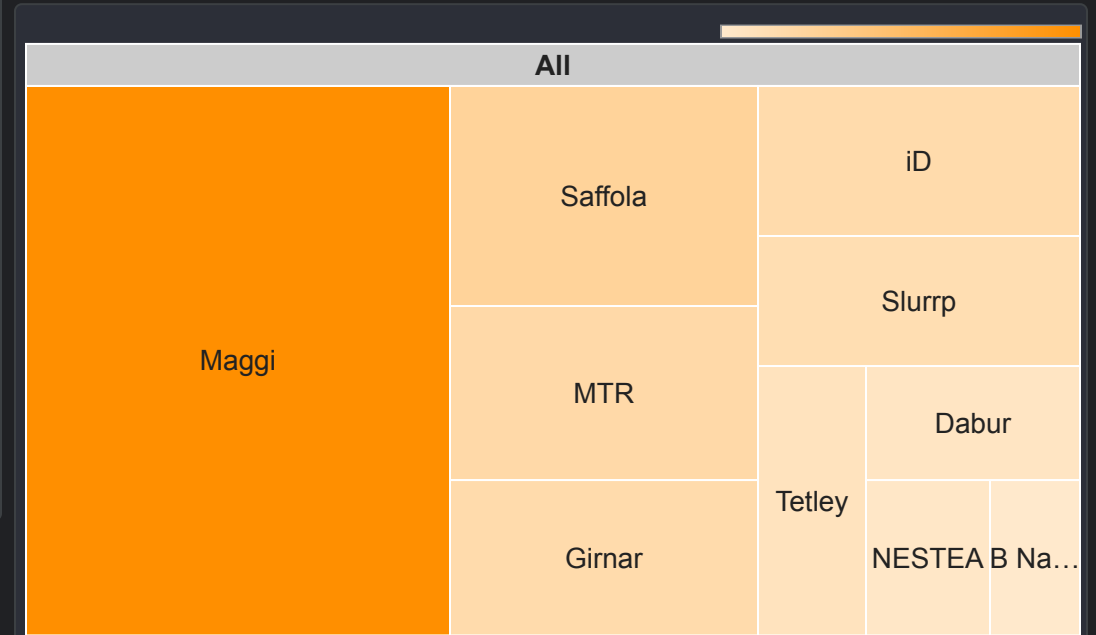 All
Maggi
Saffola
MTR
Girnar
iD
Slurrp
Tetley
Dabur
NESTEA
B Na…